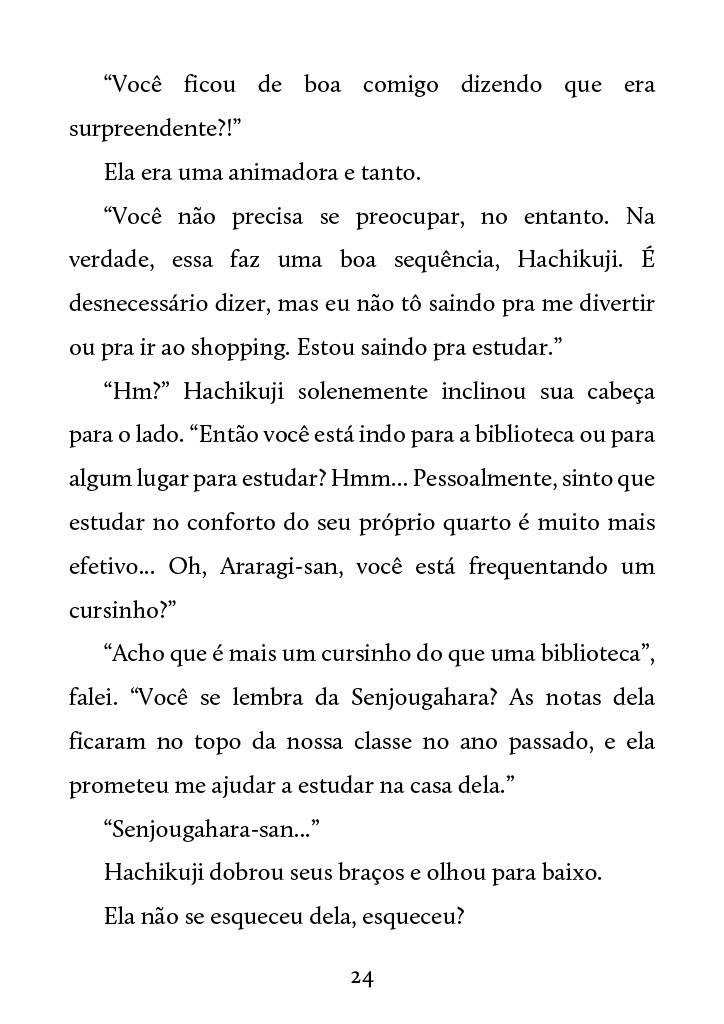 “Você ficou de boa comigo dizendo que era
surpreendente?!”
Ela era uma animadora e tanto.
“Você não precisa se preocupar, no entanto. Na
verdade, essa faz uma boa sequência, Hachikuji. É
desnecessário dizer, mas eu não tô saindo pra me divertir
ou pra ir ao shopping. Estou saindo pra estudar.”
“Hm?” Hachikuji solenemente inclinou sua cabeça
para o lado. “Então você está indo para a biblioteca ou para
algum lugar para estudar? Hmm... Pessoalmente, sinto que
estudar no conforto do seu próprio quarto é muito mais
efetivo... Oh, Araragi-san, você está frequentando um
cursinho?”
“Acho que é mais um cursinho do que uma biblioteca”,
falei. “Você se lembra da Senjougahara? As notas dela
ficaram no topo da nossa classe no ano passado, e ela
prometeu me ajudar a estudar na casa dela.”
“Senjougahara-san...”
Hachikuji dobrou seus braços e olhou para baixo.
Ela não se esqueceu dela, esqueceu?
24